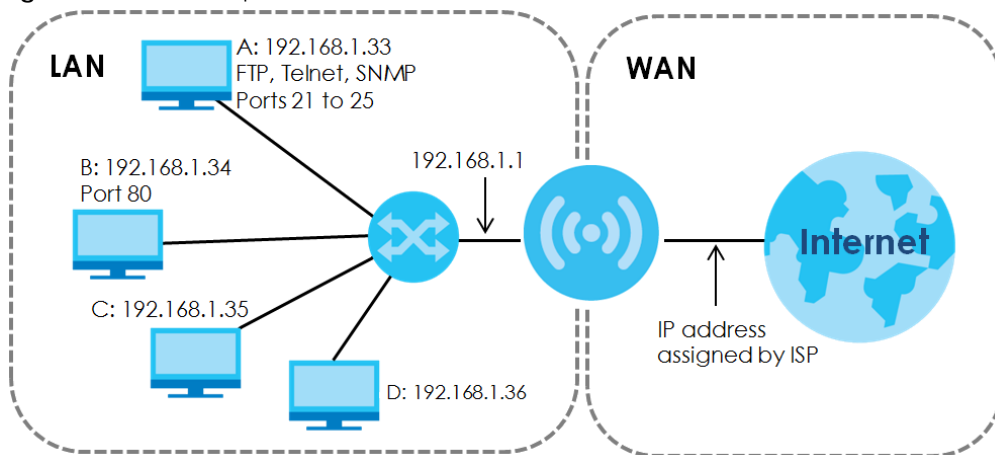 LAN
A: 192.168.1.33
FTP, Telnet, SNMP
Ports 21 to 25
B: 192.168.1.34
Port 80
C: 192.168.1.35
D: 192.168.1.36
192.168.1.1
WAN
Internet
IP address
assigned by ISP